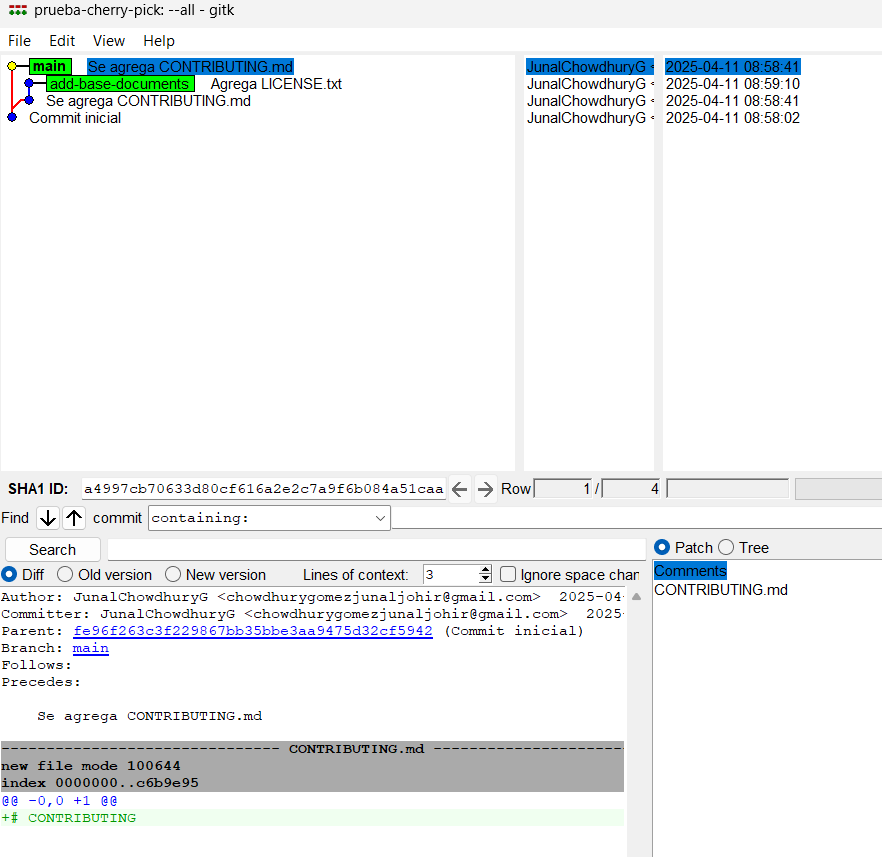 prueba-cherry-pick: --all - gitk
File Edit View Help
main Se agrega CONTRIBUTING.md JunalChowdhuryG < 2025-04-11 08:58:41
add-base-documents Agrega LICENSE.txt JunalChowdhuryG < 2025-04-11 08:59:10
Se agrega CONTRIBUTING.md JunalChowdhuryG < 2025-04-11 08:58:41
Commit inicial JunalChowdhuryG < 2025-04-11 08:58:02
SHA1 ID: a4997cb70633d80cf616a2e2c7a9f6b084a51caa Row 1 / 4
Find commit containing:
Search
Patch Tree
Diff Old version New version Lines of context: 3 Ignore space chan
Comments
CONTRIBUTING.md
Author: JunalChowdhuryG <chowdhurygomezjunaljohir@gmail.com> 2025-04-
Committer: JunalChowdhuryG <chowdhurygomezjunaljohir@gmail.com> 2025-
Parent: fe96f263c3f229867bb35bbe3aa9475d32cf5942 (Commit inicial)
Branch: main
Follows:
Precedes:
Se agrega CONTRIBUTING.md
---------------------------- CONTRIBUTING.md ----------------------
new file mode 100644
index 0000000..c6b9e95
@@ -0,0 +1 @@
+# CONTRIBUTING